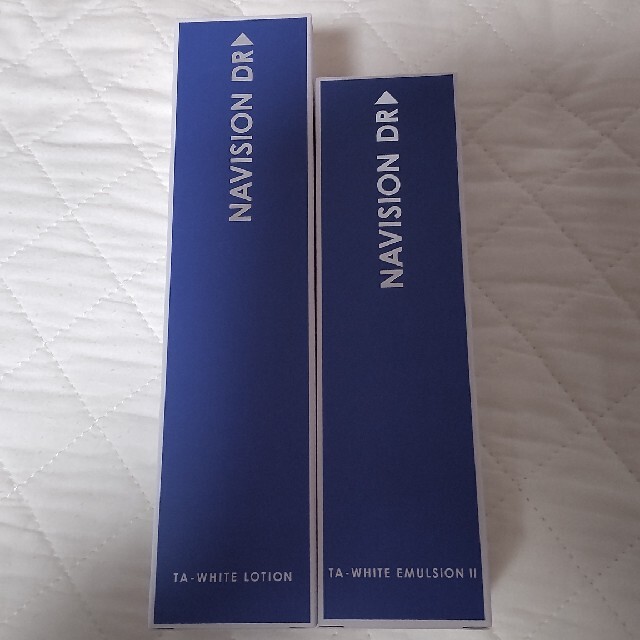 NAVISION DR
TA-WHITE LOTION
NAVISION DR
TA-WHITE EMULSION II